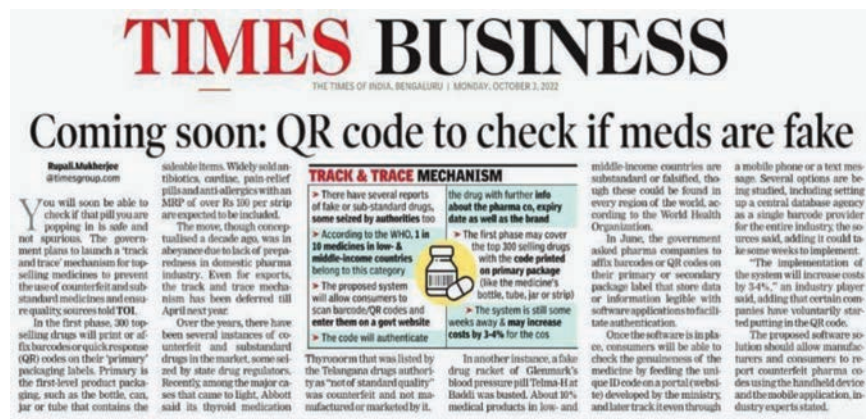 TIMES BUSINESS
THE TIMES OF INDIA, BENGALURU | MONDAY, OCTOBER 3, 2022
Coming soon: QR code to check if meds are fake
Rupali.Mukherjee
@timesgroup.com
You will soon be able to
check if that pill you are
popping in is safe and
not spurious. The govern-
ment plans to launch a ‘track
and trace’ mechanism for top-
selling medicines to prevent
the use of counterfeit and sub-
standard medicines and ensu-
re quality, sources told TOI.
In the first phase, 300 top-
selling drugs will print or af-
fix barcodes or quick response
(QR) codes on their ‘primary’
packaging labels. Primary is
the first-level product packa-
ging, such as the bottle, can,
jar or tube that contains the
saleable items. Widely sold an-
tibiotics, cardiac, pain-relief
pills and anti-allergics with an
MRP of over Rs 100 per strip
are expected to be included.
The move, though concep-
tualised a decade ago, was in
abeyance due to lack of prepa-
redness in domestic pharma
industry. Even for exports,
the track and trace mecha-
nism has been deferred till
April next year.
Over the years, there have
been several instances of co-
unterfeit and substandard
drugs in the market, some sei-
zed by state drug regulators.
Recently, among the major ca-
ses that came to light, Abbott
said its thyroid medication
TRACK & TRACE MECHANISM
➤ There have several reports
of fake or sub-standard drugs,
some seized by authorities too
➤ According to the WHO, 1 in
10 medicines in low- &
middle-income countries
belong to this category
➤ The proposed system
will allow consumers to
scan barcode/QR codes and
enter them on a govt website
➤ The code will authenticate
the drug with further info
about the pharma co, expiry
date as well as the brand
➤ The first phase may cover
the top 300 selling drugs
with the code printed
on primary package
(like the medicine’s
bottle, tube, jar or strip)
➤ The system is still some
weeks away & may increase
costs by 3-4% for the cos
Thyronorm that was listed by
the Telangana drugs authori-
ty as “not of standard quality”
was counterfeit and not ma-
nufactured or marketed by it.
In another instance, a fake
drug racket of Glenmark’s
blood pressure pill Telma-H at
Baddi was busted. About 10%
medical products in low- and
middle-income countries are
substandard or falsified, tho-
ugh these could be found in
every region of the world, ac-
cording to the World Health
Organization.
In June, the government
asked pharma companies to
affix barcodes or QR codes on
their primary or secondary
package label that store data
or information legible with
software applications to facili-
tate authentication.
Once the software is in pla-
ce, consumers will be able to
check the genuineness of the
medicine by feeding the uni-
que ID code on a portal (websi-
te) developed by the ministry,
and later track it even through
a mobile phone or a text mes-
sage. Several options are be-
ing studied, including setting
up a central database agency
as a single barcode provider
for the entire industry, the so-
urces said, adding it could ta-
ke some weeks to implement.
“The implementation of
the system will increase costs
by 3-4%,” an industry player
said, adding that certain com-
panies have voluntarily star-
ted putting in the QR code.
The proposed software so-
lution should allow manufac-
turers and consumers to re-
port counterfeit pharma co-
des using the handheld device
and the mobile application, in-
dustry experts stated.